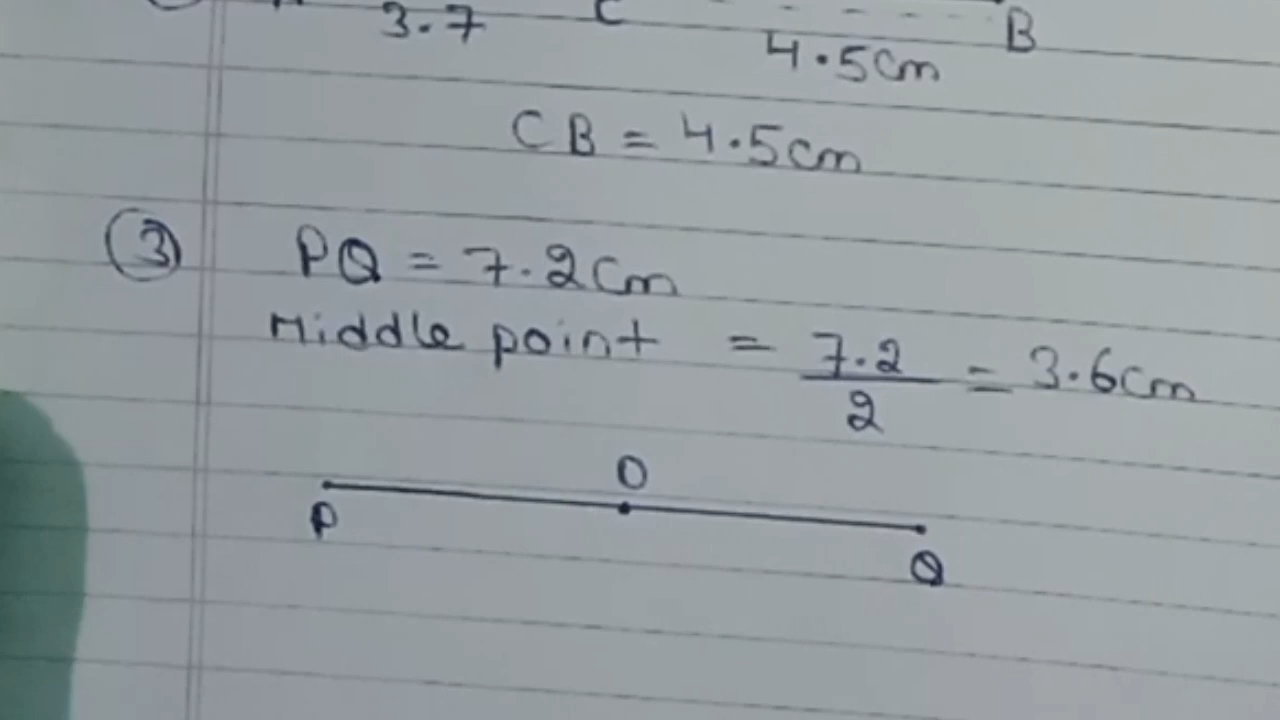 3.7 C 4.5cm B
CB = 4.5cm
3 PQ = 7.2cm
Middle point = 7.2/2 = 3.6cm
O
P
Q